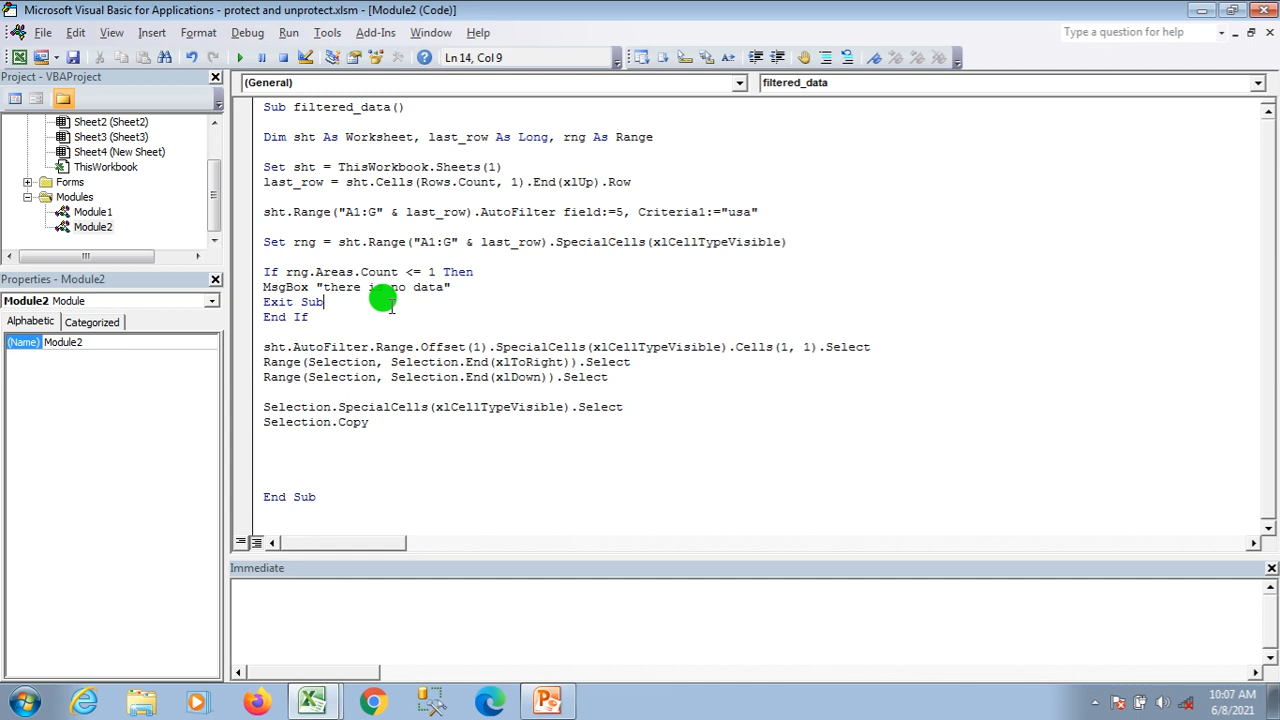 Microsoft Visual Basic for Applications - protect and unprotect.xlsm - [Module2 (Code)]
File Edit View Insert Format Debug Run Tools Add-Ins Window Help
Type a question for help
Ln 14, Col 9
Project - VBAProject
(General)
filtered_data
Sheet2 (Sheet2)
Sheet3 (Sheet3)
Sheet4 (New Sheet)
ThisWorkbook
Forms
Modules
Module1
Module2
Properties - Module2
Module2 Module
Alphabetic Categorized
(Name) Module2
Sub filtered_data()
Dim sht As Worksheet, last_row As Long, rng As Range
Set sht = ThisWorkbook.Sheets(1)
last_row = sht.Cells(Rows.Count, 1).End(xlUp).Row
sht.Range("A1:G" & last_row).AutoFilter field:=5, Criteria1:="usa"
Set rng = sht.Range("A1:G" & last_row).SpecialCells(xlCellTypeVisible)
If rng.Areas.Count <= 1 Then
MsgBox "there is no data"
Exit Sub
End If
sht.AutoFilter.Range.Offset(1).SpecialCells(xlCellTypeVisible).Cells(1, 1).Select
Range(Selection, Selection.End(xlToRight)).Select
Range(Selection, Selection.End(xlDown)).Select
Selection.SpecialCells(xlCellTypeVisible).Select
Selection.Copy
End Sub
Immediate
10:07 AM
6/8/2021